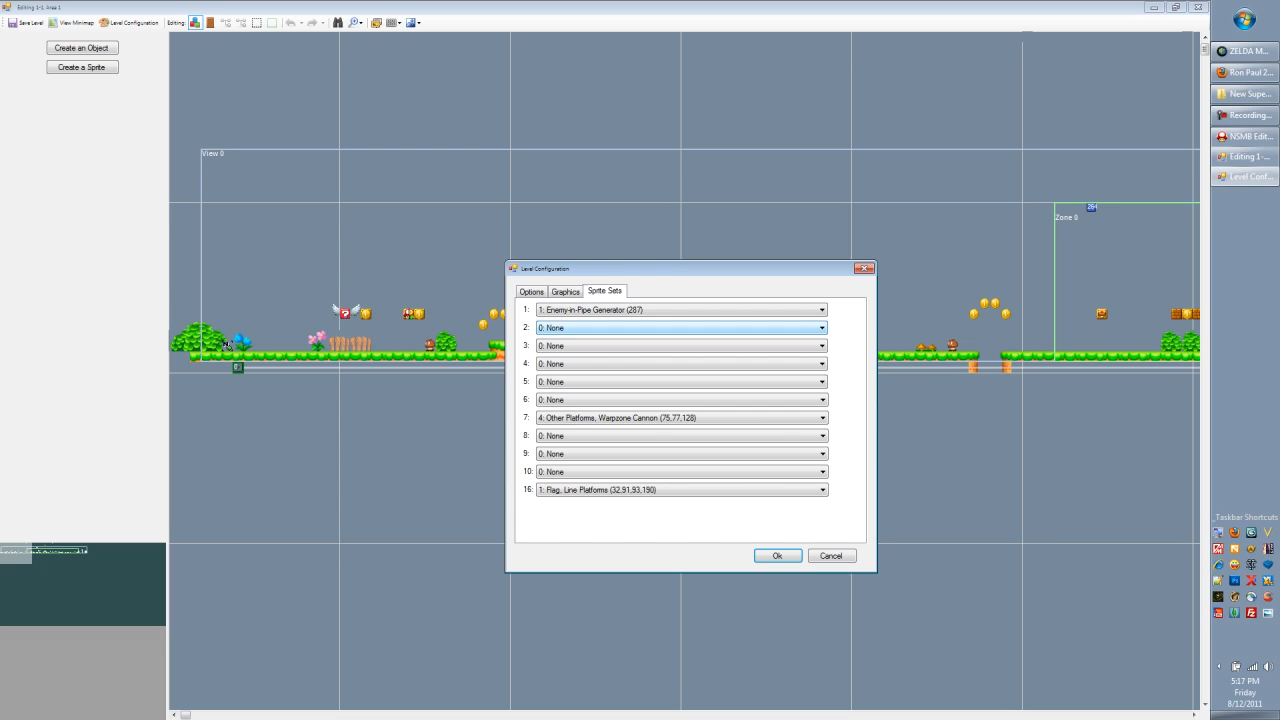 Editing 1-1, Area 1
Save Level
View Minimap
Level Configuration
Editing:
Create an Object
Create a Sprite
View 0
264
Zone 0
Level Configuration
Options
Graphics
Sprite Sets
1: 1: Enemy-in-Pipe Generator (287)
2: 0: None
3: 0: None
4: 0: None
5: 0: None
6: 0: None
7: 4: Other Platforms, Warpzone Cannon (75,77,128)
8: 0: None
9: 0: None
10: 0: None
16: 1: Flag, Line Platforms (32,91,93,190)
Ok
Cancel
ZELDA M...
Ron Paul 2...
New Supe...
Recording...
NSMB Edit...
Editing 1-...
Level Conf...
_Taskbar Shortcuts
5:17 PM
Friday
8/12/2011